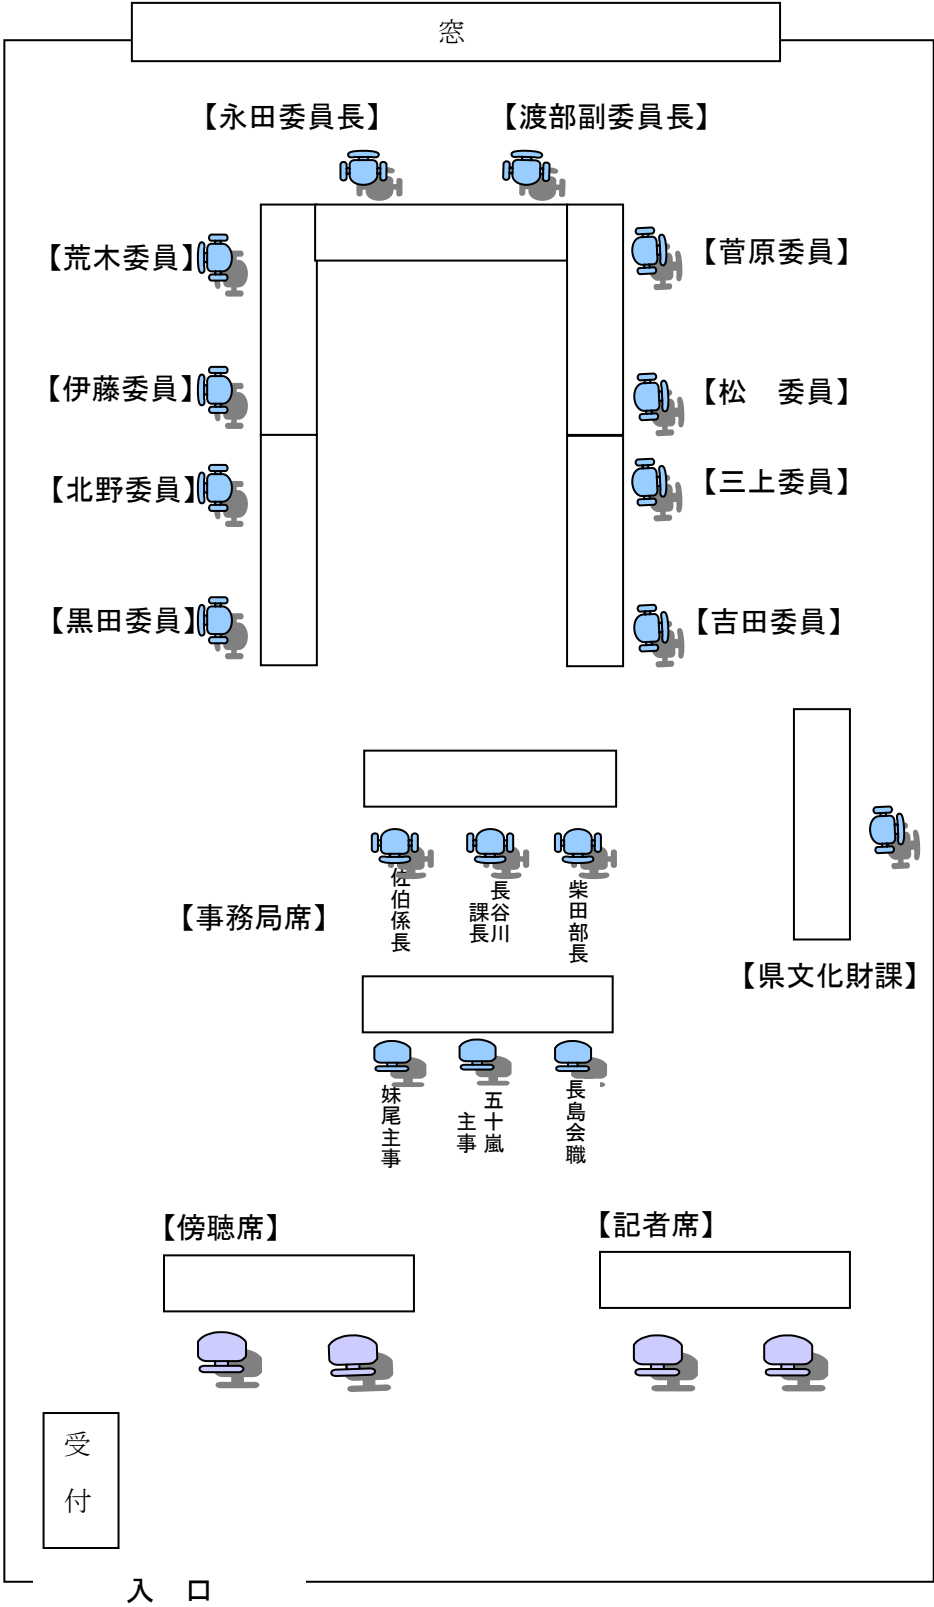 窓
【永田委員長】
【渡部副委員長】
【荒木委員】
【菅原委員】
【伊藤委員】
【松　委員】
【北野委員】
【三上委員】
【黒田委員】
【吉田委員】
佐伯係長
長谷川
課長
柴田部長
【事務局席】
【県文化財課】
妹尾主事
五十嵐
主事
長島会職
【傍聴席】
【記者席】
受付
入　口